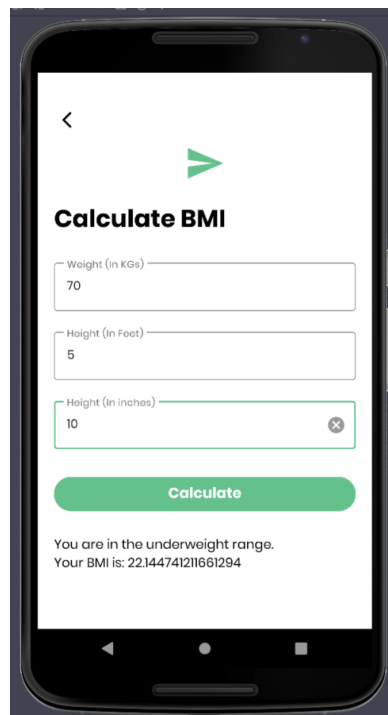 Calculate BMI
Weight (In KGs)
70
Height (In Feet)
5
Height (In inches)
10
Calculate
You are in the underweight range.
Your BMI is: 22.144741211661294